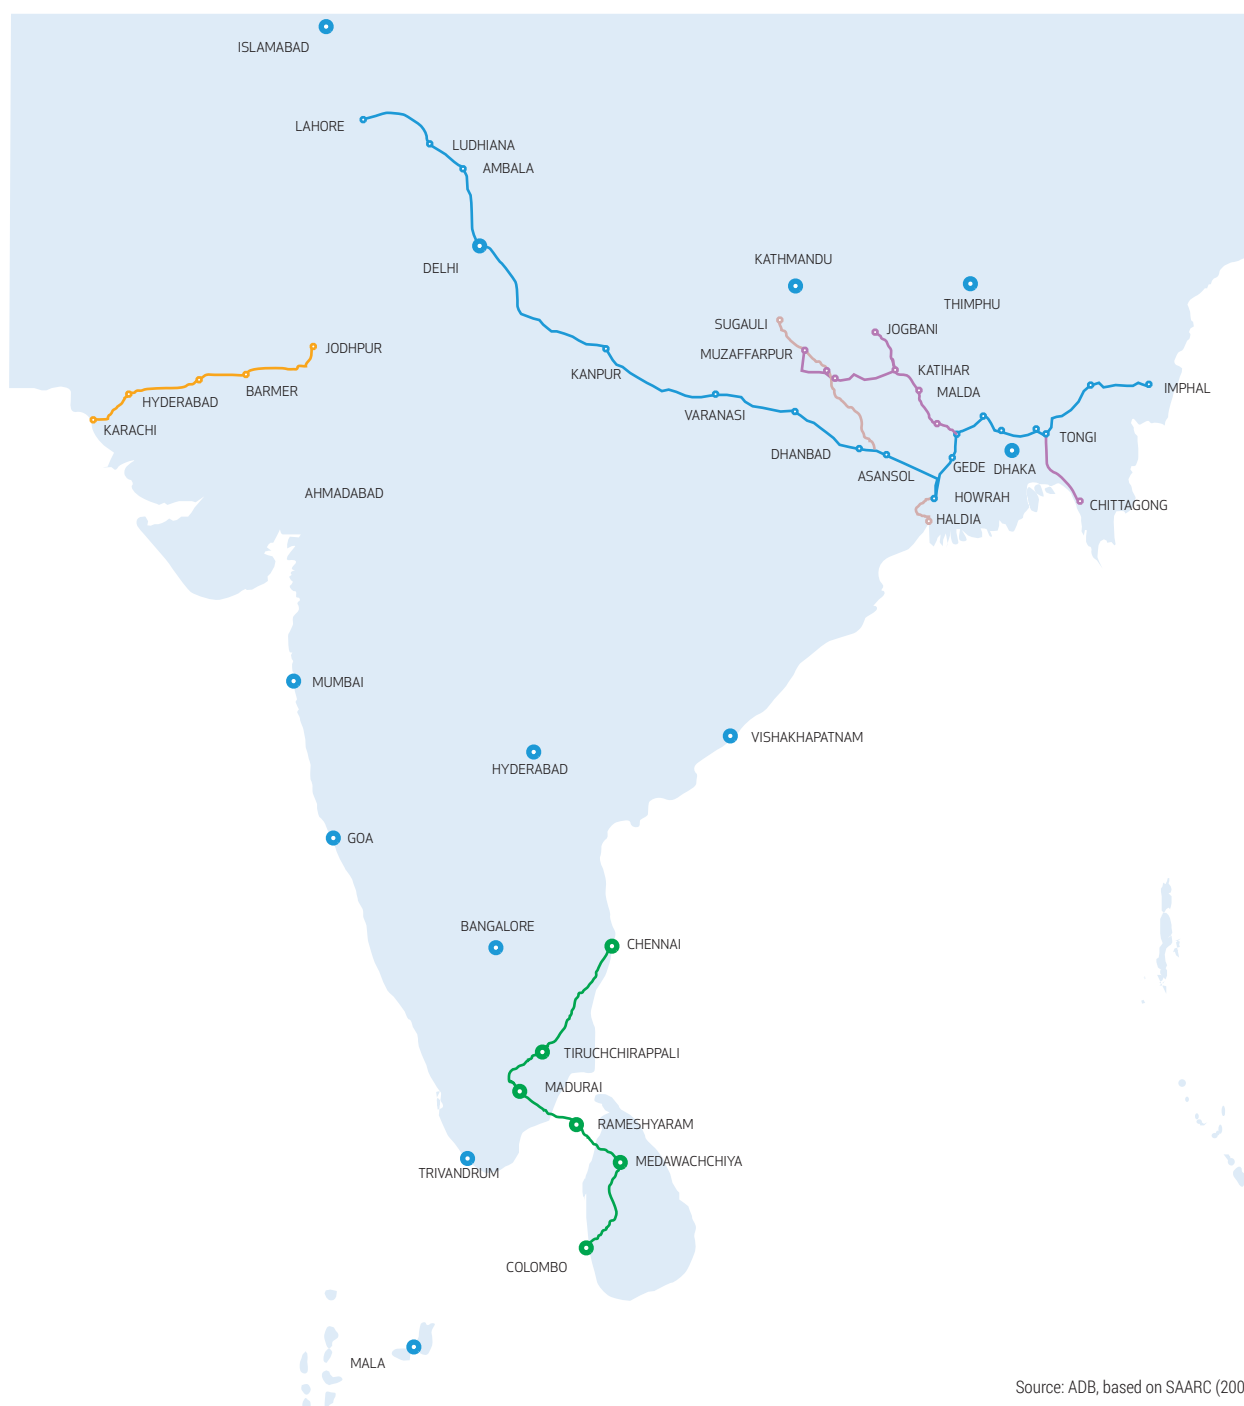 ISLAMABAD
LAHORE
LUDHIANA
AMBALA
DELHI
KATHMANDU
THIMPHU
SUGAULI
JOGBANI
JODHPUR
MUZAFFARPUR
KANPUR
KATIHAR
BARMER
MALDA
IMPHAL
HYDERABAD
VARANASI
KARACHI
TONGI
DHANBAD
GEDE
DHAKA
ASANSOL
AHMADABAD
HOWRAH
CHITTAGONG
HALDIA
MUMBAI
VISHAKHAPATNAM
HYDERABAD
GOA
BANGALORE
CHENNAI
TIRUCHCHIRAPPALI
MADURAI
RAMESHYARAM
MEDAWACHCHIYA
TRIVANDRUM
COLOMBO
MALA
Source: ADB, based on SAARC (200